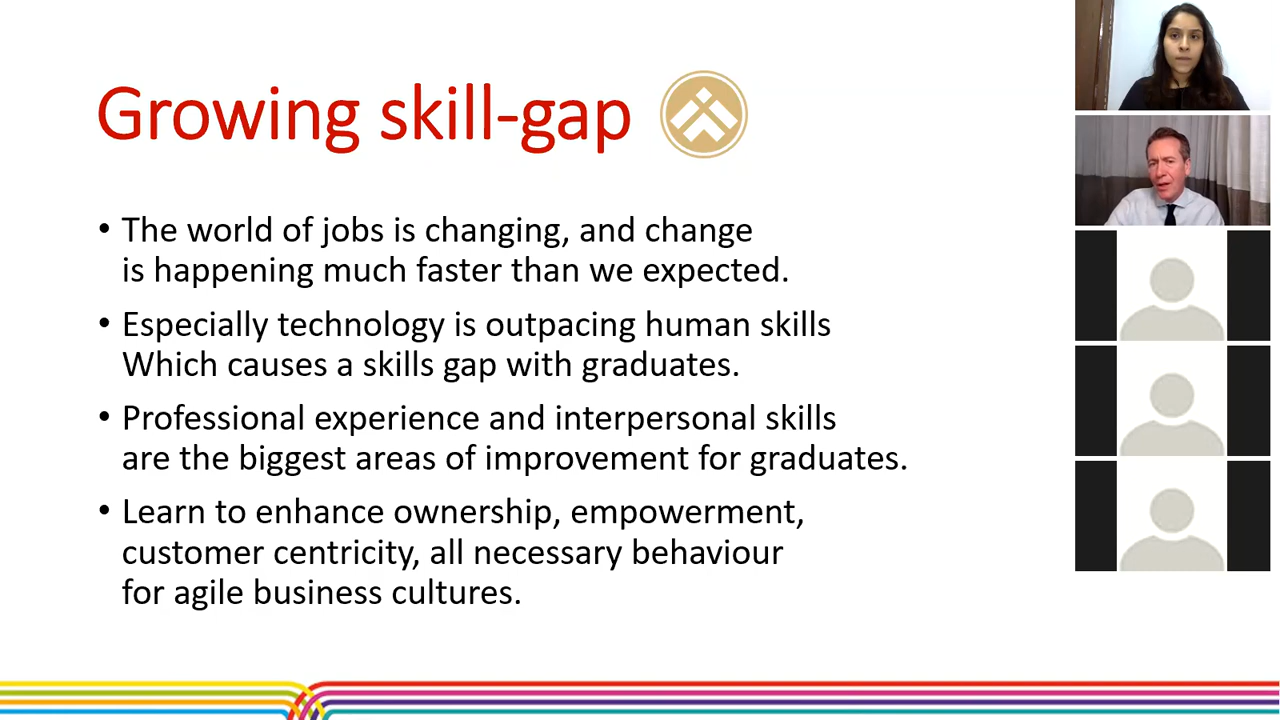 Growing skill-gap
• The world of jobs is changing, and change
is happening much faster than we expected.
• Especially technology is outpacing human skills
Which causes a skills gap with graduates.
• Professional experience and interpersonal skills
are the biggest areas of improvement for graduates.
• Learn to enhance ownership, empowerment,
customer centricity, all necessary behaviour
for agile business cultures.